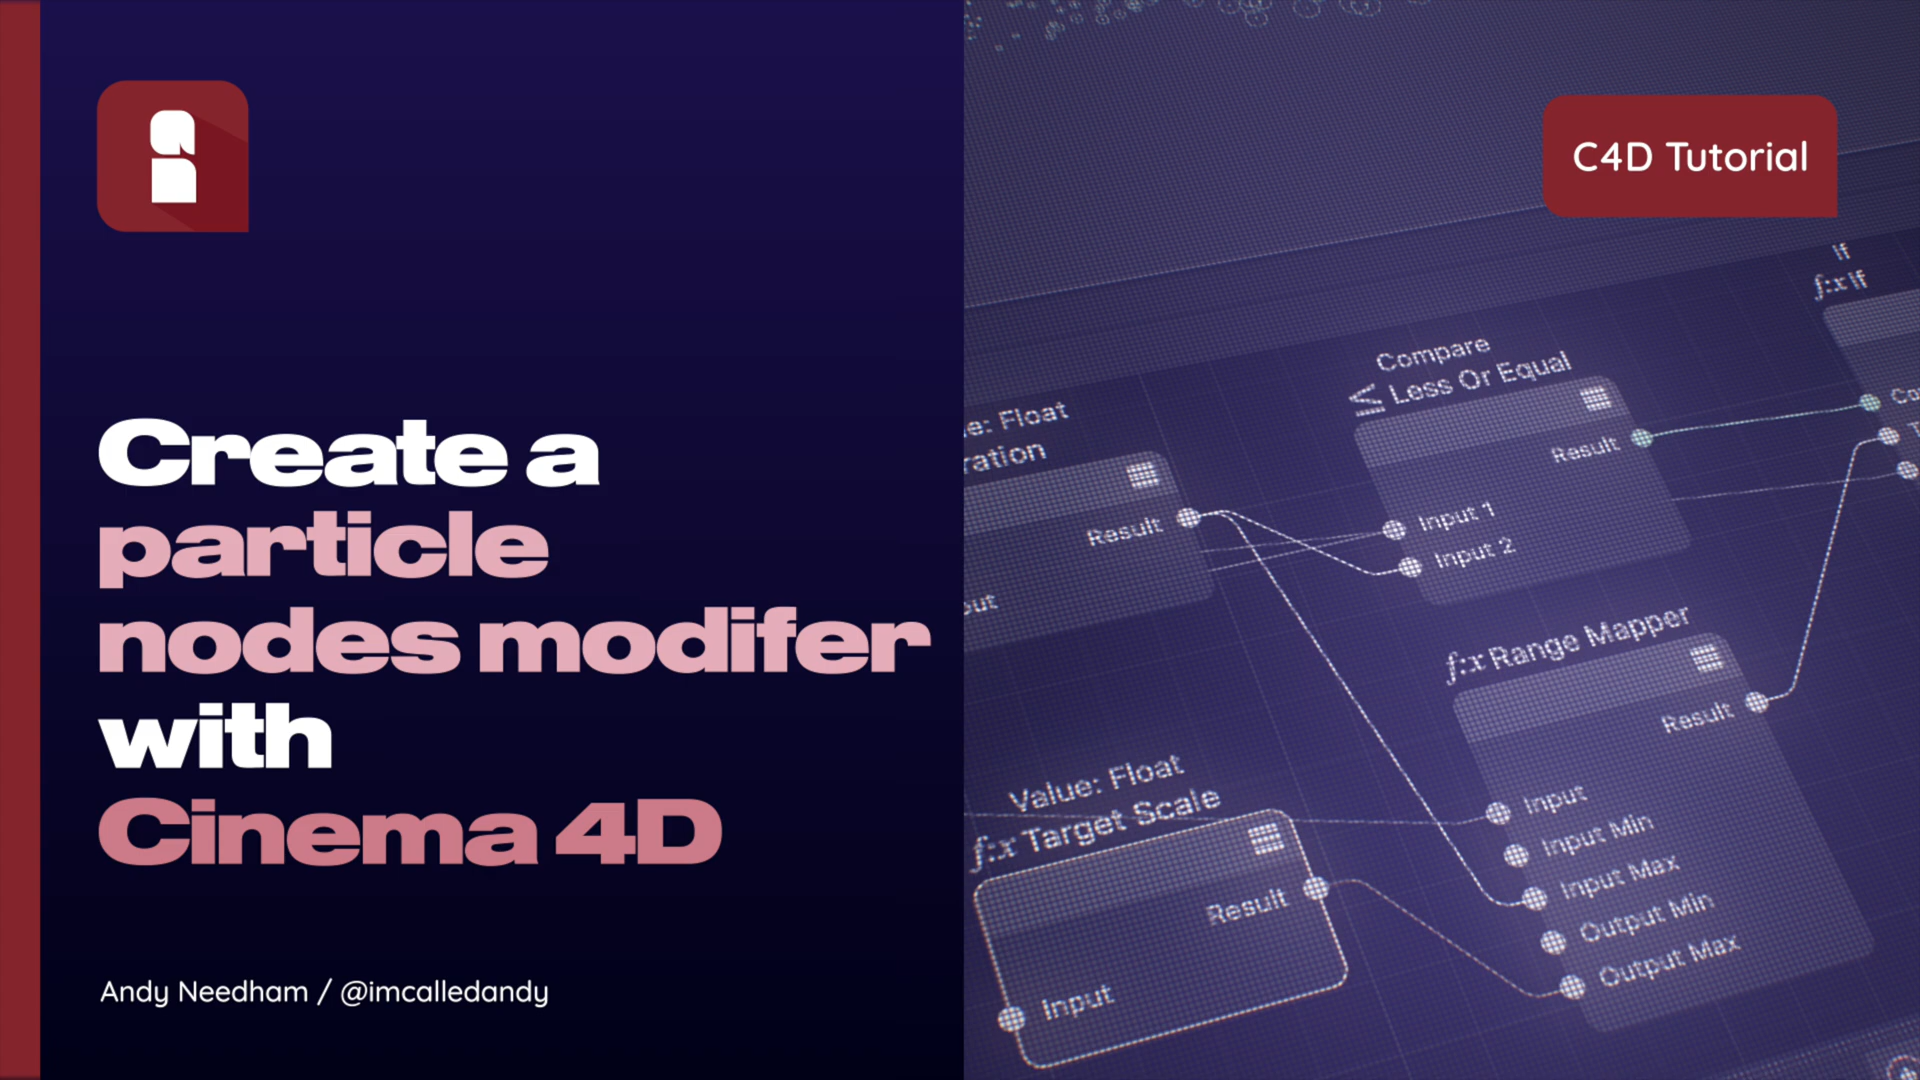 C4D Tutorial
Create a
particle
nodes modifer
with
Cinema 4D
Andy Needham / @imcalledandy
If
f:x If
Compare
Less Or Equal
Result
Input 1
Input 2
Float
Result
f:x Range Mapper
Result
Input
Input Min
Input Max
Output Min
Output Max
Value: Float
f:x Target Scale
Result
Input